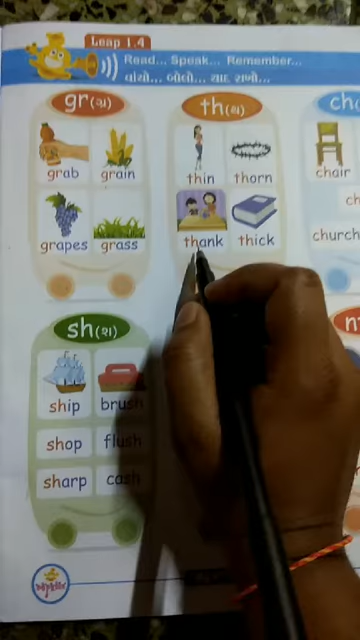 Leap 1.4
Read... Speak... Remember...
વાંચો... બોલો... યાદ રાખો...
gr (ગ્ર)
grab
grain
grapes
grass
th (થ)
thin
thorn
thank
thick
ch
chair
ch
church
sh (શ)
ship
brush
shop
flush
sharp
cash